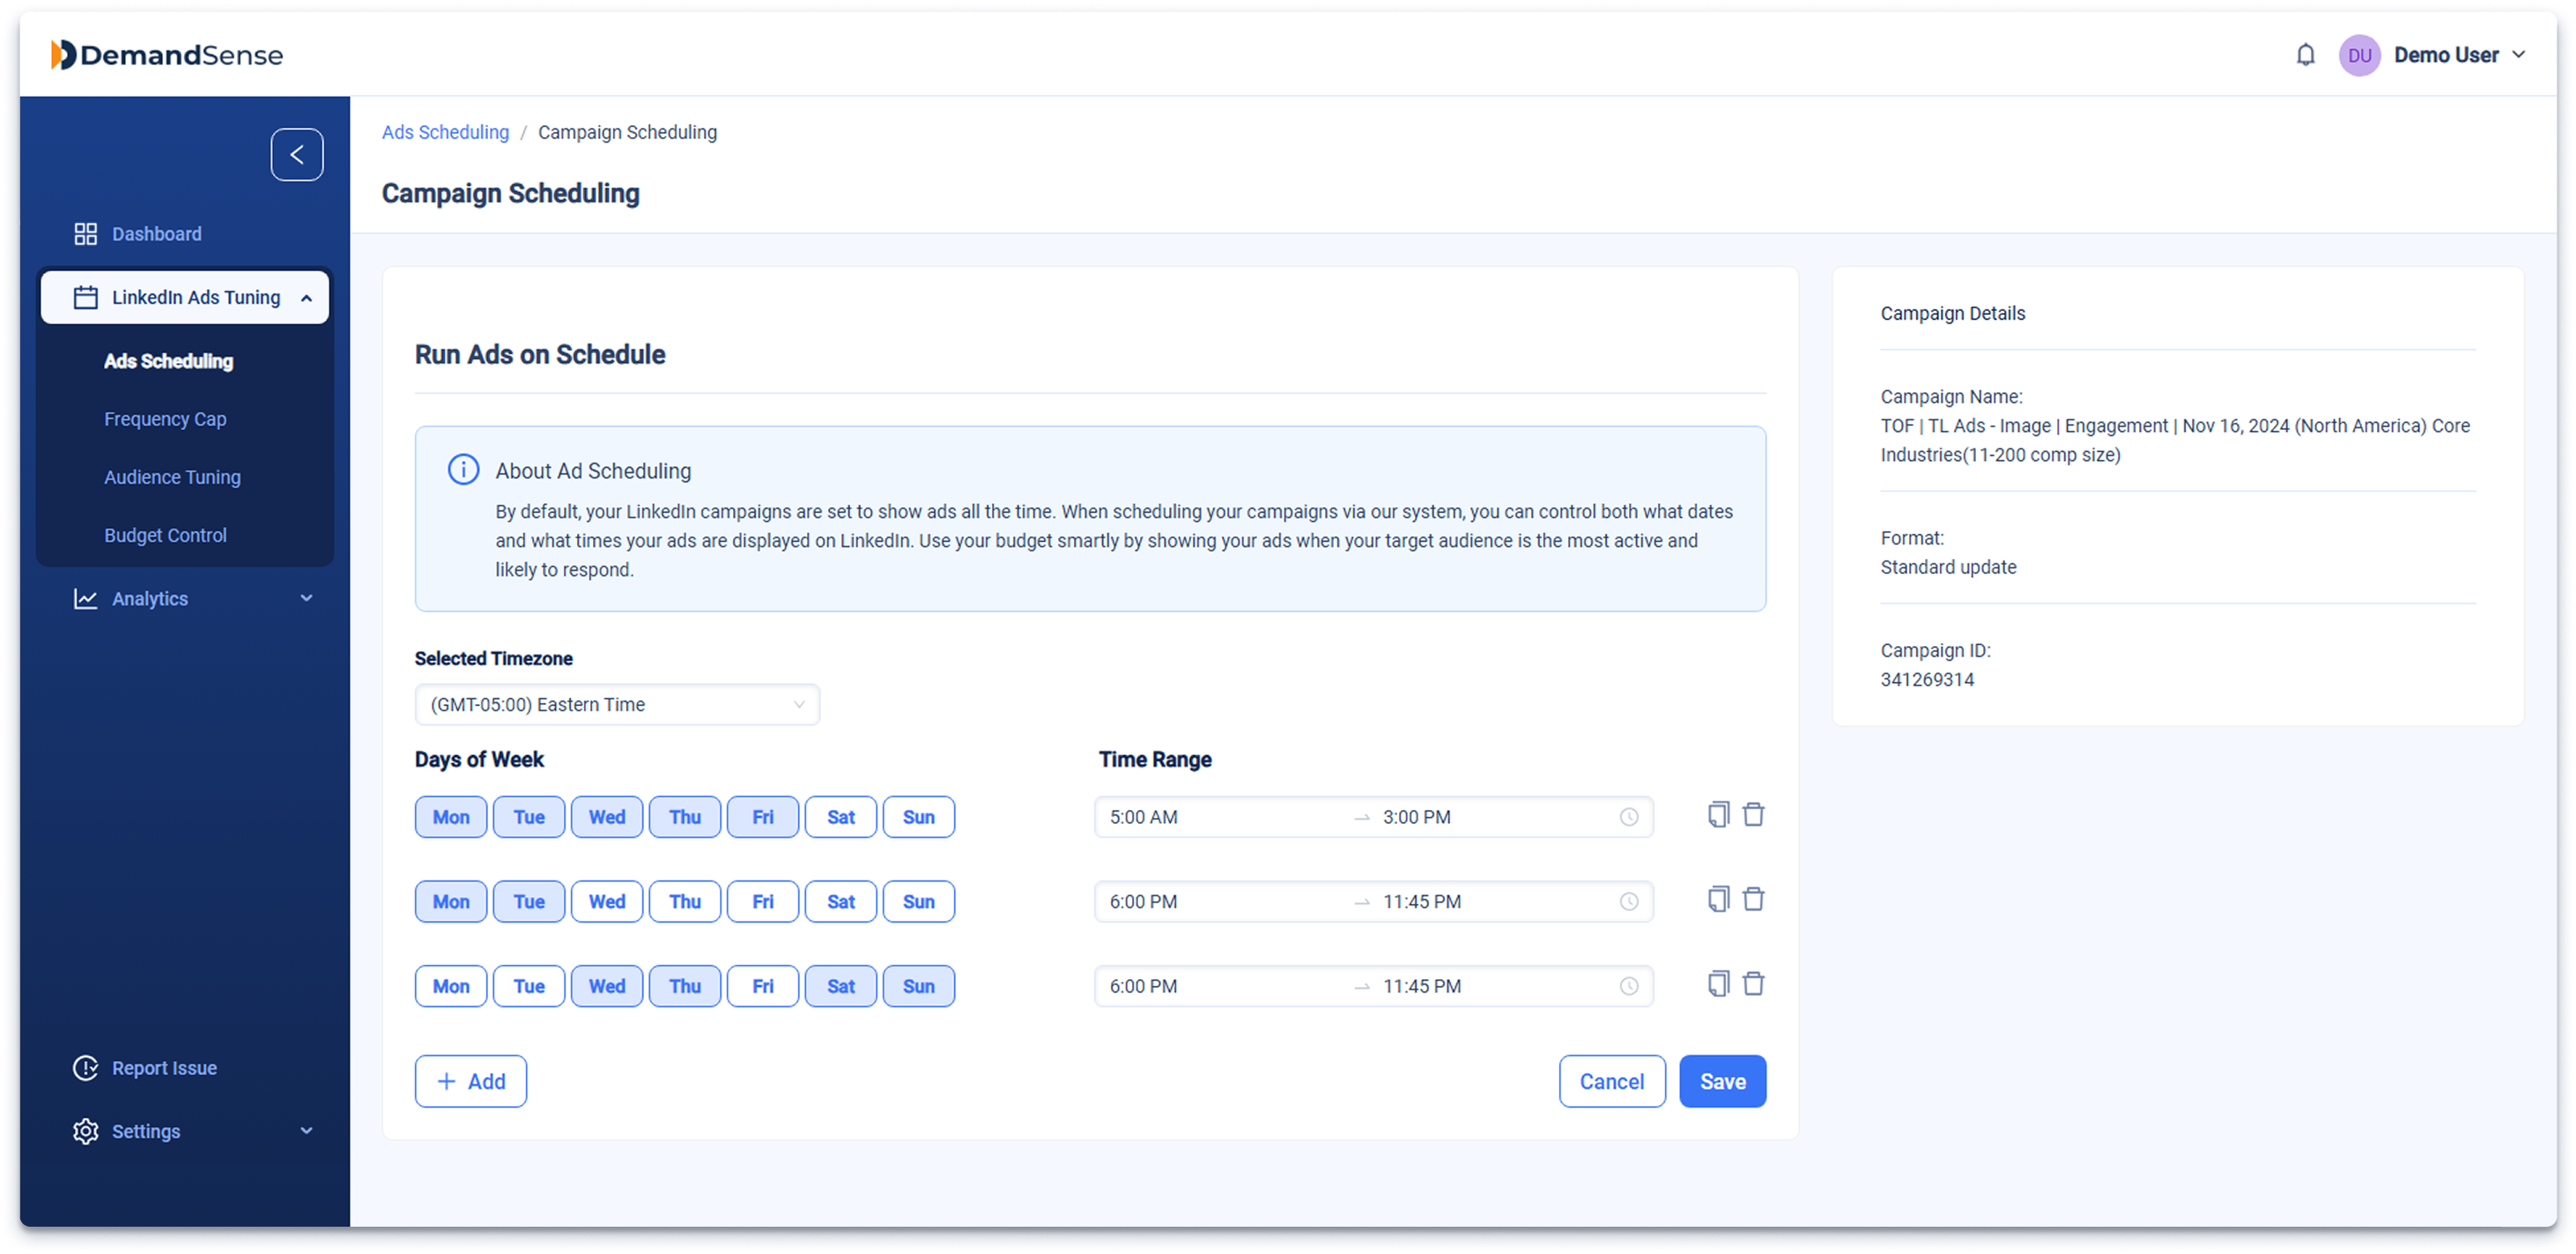 DemandSense
DU Demo User
Ads Scheduling / Campaign Scheduling
Campaign Scheduling
Dashboard
LinkedIn Ads Tuning
Ads Scheduling
Frequency Cap
Audience Tuning
Budget Control
Analytics
Report Issue
Settings
Run Ads on Schedule
About Ad Scheduling
By default, your LinkedIn campaigns are set to show ads all the time. When scheduling your campaigns via our system, you can control both what dates
and what times your ads are displayed on LinkedIn. Use your budget smartly by showing your ads when your target audience is the most active and
likely to respond.
Selected Timezone
(GMT-05:00) Eastern Time
Days of Week Time Range
Mon Tue Wed Thu Fri Sat Sun 5:00 AM → 3:00 PM
Mon Tue Wed Thu Fri Sat Sun 6:00 PM → 11:45 PM
Mon Tue Wed Thu Fri Sat Sun 6:00 PM → 11:45 PM
+ Add Cancel Save
Campaign Details
Campaign Name:
TOF | TL Ads - Image | Engagement | Nov 16, 2024 (North America) Core
Industries(11-200 comp size)
Format:
Standard update
Campaign ID:
341269314